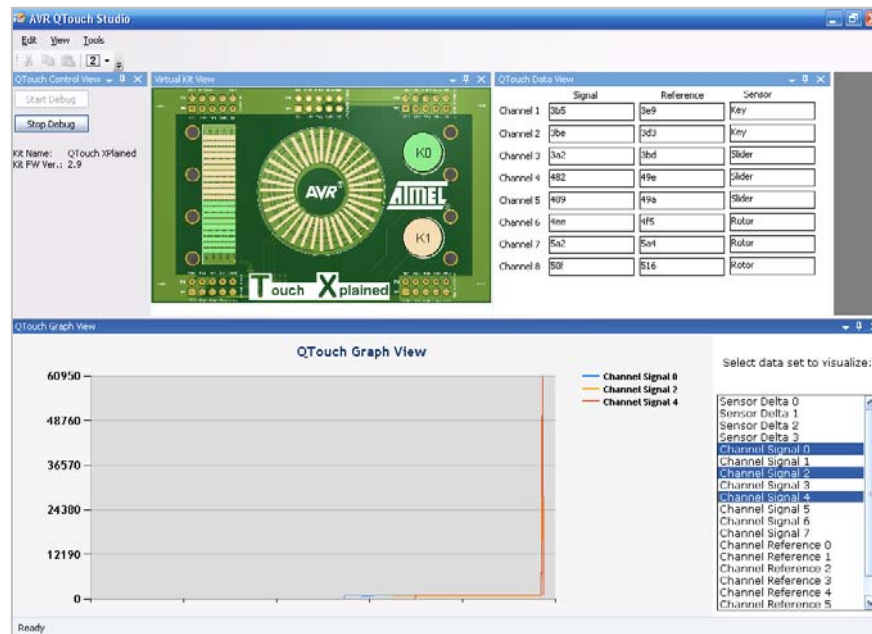 AVR QTouch Studio
Edit View Tools
2
QTouch Control View
Start Debug
Stop Debug
Kit Name: QTouch XPlained
Kit FW Ver.: 2.9
Virtual Kit View
K0
AVR
ATMEL
K1
Touch Xplained
QTouch Data View
Signal Reference Sensor
Channel 1 3b5 3e9 Key
Channel 2 3be 3d3 Key
Channel 3 3a2 3bd Slider
Channel 4 482 49e Slider
Channel 5 489 49a Slider
Channel 6 4ee 4f5 Rotor
Channel 7 5a2 5a4 Rotor
Channel 8 50f 516 Rotor
QTouch Graph View
QTouch Graph View
60950
48760
36570
24380
12190
0
Channel Signal 0
Channel Signal 2
Channel Signal 4
Select data set to visualize:
Sensor Delta 0
Sensor Delta 1
Sensor Delta 2
Sensor Delta 3
Channel Signal 0
Channel Signal 1
Channel Signal 2
Channel Signal 3
Channel Signal 4
Channel Signal 5
Channel Signal 6
Channel Signal 7
Channel Reference 0
Channel Reference 1
Channel Reference 2
Channel Reference 3
Channel Reference 4
Channel Reference 5
Ready